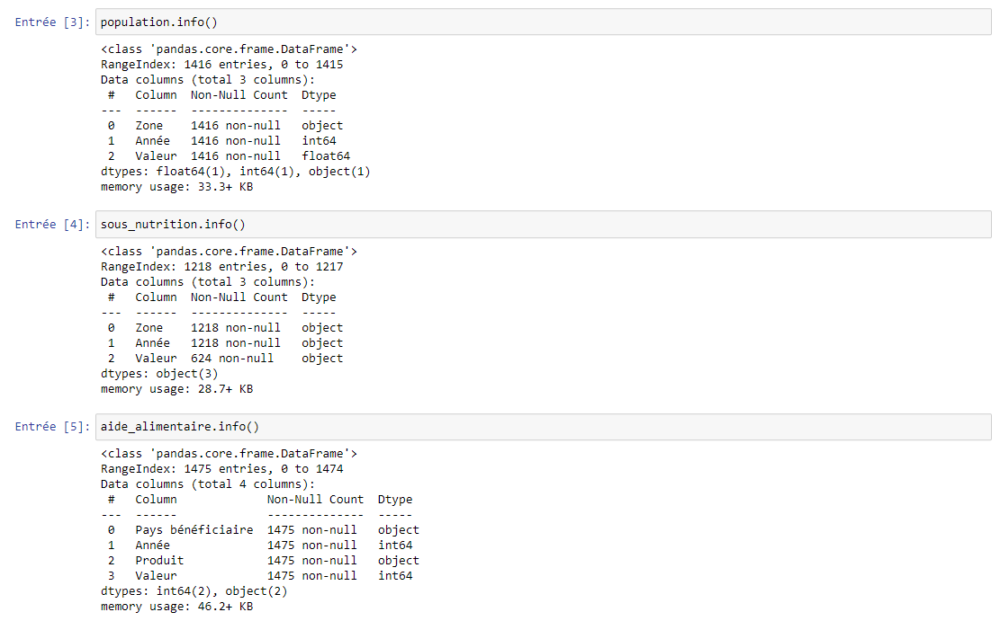 Entrée [3]: population.info()
<class 'pandas.core.frame.DataFrame'>
RangeIndex: 1416 entries, 0 to 1415
Data columns (total 3 columns):
 #   Column  Non-Null Count  Dtype
---  ------  --------------  -----
 0   Zone    1416 non-null   object
 1   Année   1416 non-null   int64
 2   Valeur  1416 non-null   float64
dtypes: float64(1), int64(1), object(1)
memory usage: 33.3+ KB
Entrée [4]: sous_nutrition.info()
<class 'pandas.core.frame.DataFrame'>
RangeIndex: 1218 entries, 0 to 1217
Data columns (total 3 columns):
 #   Column  Non-Null Count  Dtype
---  ------  --------------  -----
 0   Zone    1218 non-null   object
 1   Année   1218 non-null   object
 2   Valeur  624 non-null    object
dtypes: object(3)
memory usage: 28.7+ KB
Entrée [5]: aide_alimentaire.info()
<class 'pandas.core.frame.DataFrame'>
RangeIndex: 1475 entries, 0 to 1474
Data columns (total 4 columns):
 #   Column             Non-Null Count  Dtype
---  ------             --------------  -----
 0   Pays bénéficiaire  1475 non-null   object
 1   Année              1475 non-null   int64
 2   Produit            1475 non-null   object
 3   Valeur             1475 non-null   int64
dtypes: int64(2), object(2)
memory usage: 46.2+ KB